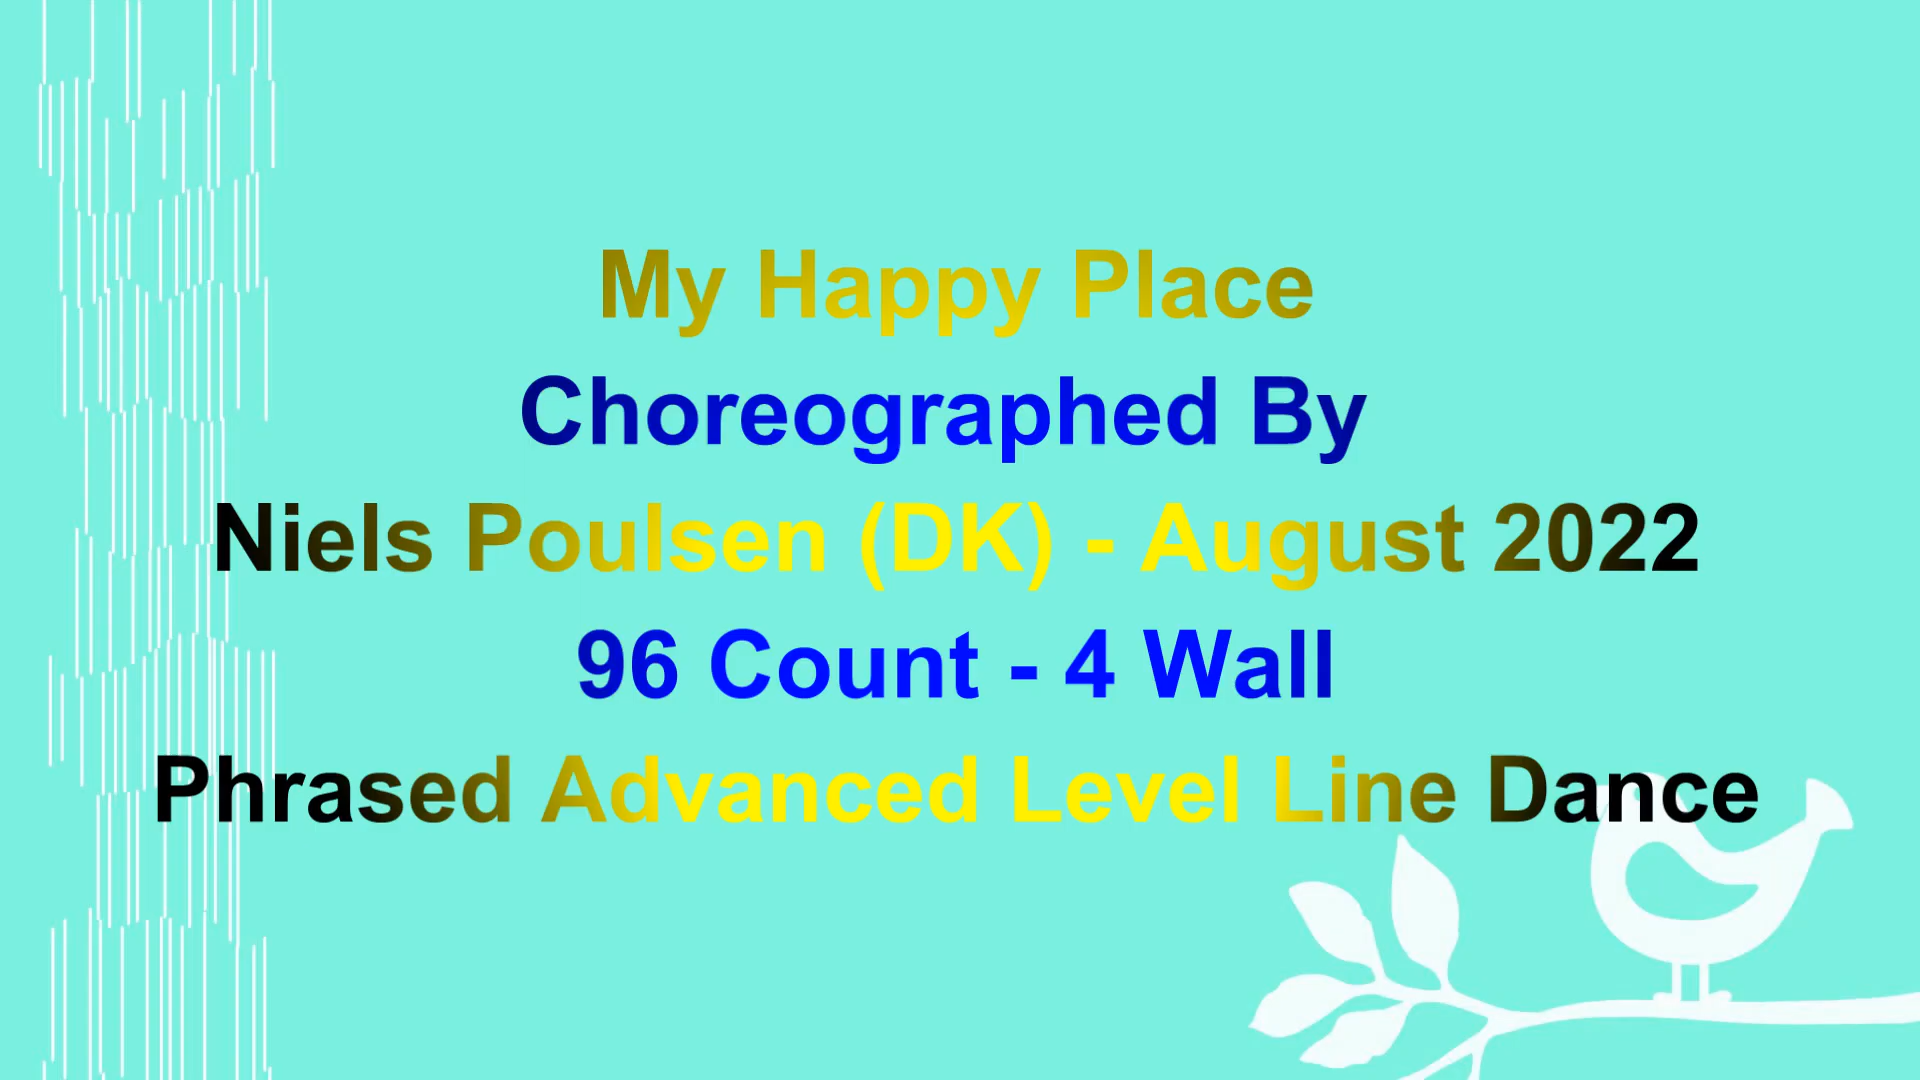 My Happy Place
Choreographed By
Niels Poulsen (DK) - August 2022
96 Count - 4 Wall
Phrased Advanced Level Line Dance